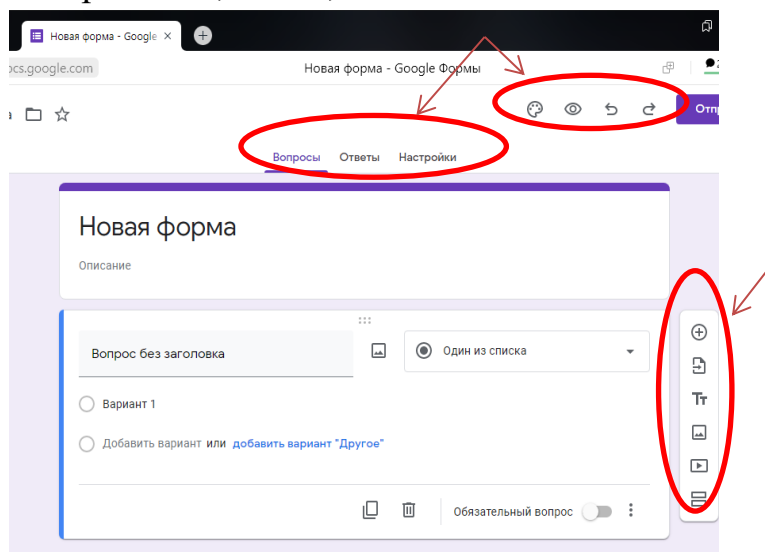 Новая форма - Google
ocs.google.com
Новая форма - Google Формы
Вопросы Ответы Настройки
Новая форма
Описание
Вопрос без заголовка
Один из списка
Вариант 1
Добавить вариант или добавить вариант "Другое"
Обязательный вопрос